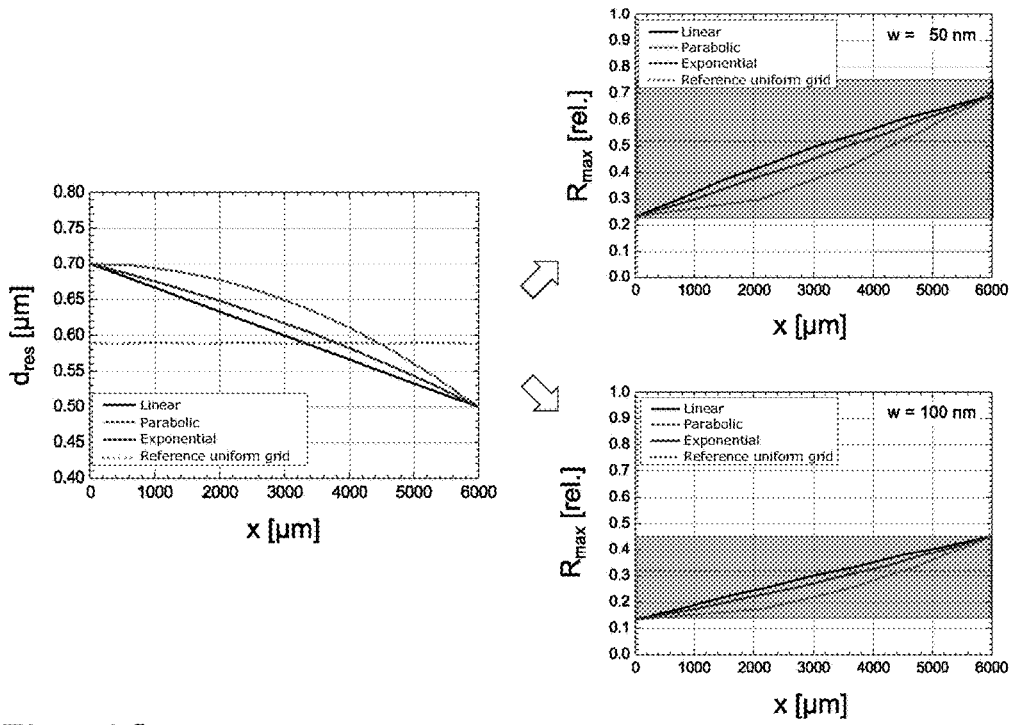 0.80
0.75
0.70
0.65
0.60
0.55
0.50
0.45
0.40
d_res [µm]
Linear
Parabolic
Exponential
Reference uniform grid
0 1000 2000 3000 4000 5000 6000
x [µm]
w = 50 nm
1.0
0.9
0.8
0.7
0.6
0.5
0.4
0.3
0.2
0.1
0.0
R_max [rel.]
Linear
Parabolic
Exponential
Reference uniform grid
0 1000 2000 3000 4000 5000 6000
x [µm]
w = 100 nm
1.0
0.9
0.8
0.7
0.6
0.5
0.4
0.3
0.2
0.1
0.0
R_max [rel.]
Linear
Parabolic
Exponential
Reference uniform grid
0 1000 2000 3000 4000 5000 6000
x [µm]